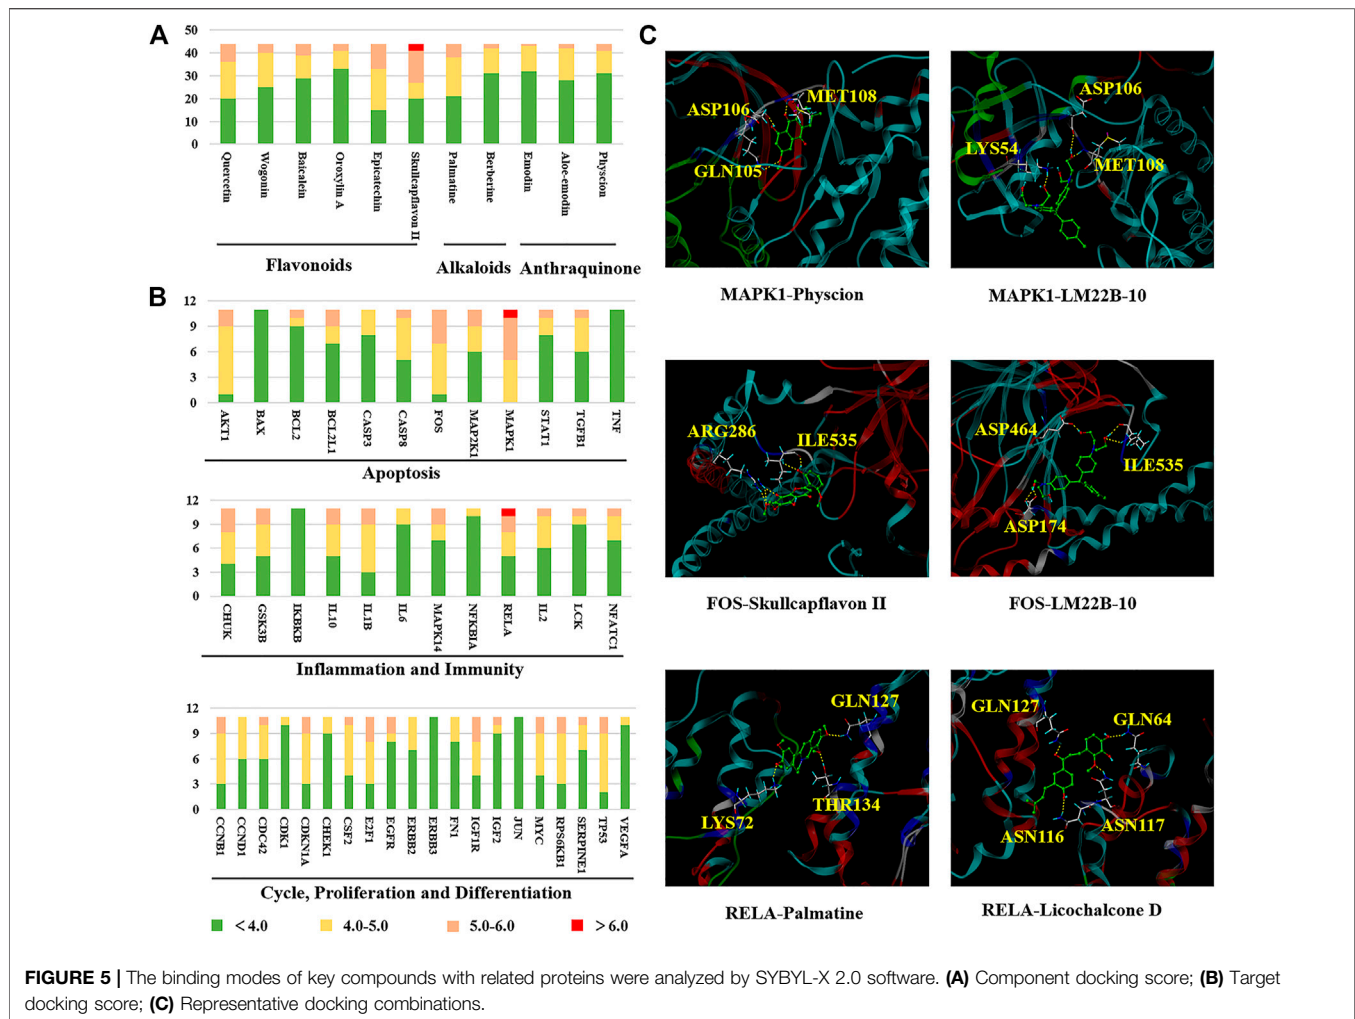 A
50
40
30
20
10
0
Quercetin
Wogonin
Baicalein
Oroxylin A
Epicatechin
Skullcapflavon II
Palmatine
Berberine
Emodin
Aloe-emodin
Physcion
Flavonoids
Alkaloids
Anthraquinone
B
12
9
6
3
0
AKT1
BAX
BCL2
BCL2L1
CASP3
CASP8
FOS
MAP2K1
MAPK1
STAT1
TGFB1
TNF
Apoptosis
12
9
6
3
0
CHUK
GSK3B
IKBKB
IL10
IL1B
IL6
MAPK14
NFKBIA
RELA
IL2
LCK
NFATC1
Inflammation and Immunity
12
9
6
3
0
CCNB1
CCND1
CDC42
CDK1
CDKN1A
CHEK1
CSF2
E2F1
EGFR
ERBB2
ERBB3
FN1
IGF1R
IGF2
JUN
MYC
RPS6KB1
SERPINE1
TP53
VEGFA
Cycle, Proliferation and Differentiation
< 4.0
4.0-5.0
5.0-6.0
> 6.0
C
ASP106
MET108
GLN105
MAPK1-Physcion
ASP106
LYS54
MET108
MAPK1-LM22B-10
ARG286
ILE535
FOS-Skullcapflavon II
ASP464
ILE535
ASP174
FOS-LM22B-10
GLN127
THR134
LYS72
RELA-Palmatine
GLN127
GLN64
ASN116
ASN117
RELA-Licochalcone D
FIGURE 5 | The binding modes of key compounds with related proteins were analyzed by SYBYL-X 2.0 software. (A) Component docking score; (B) Target
docking score; (C) Representative docking combinations.